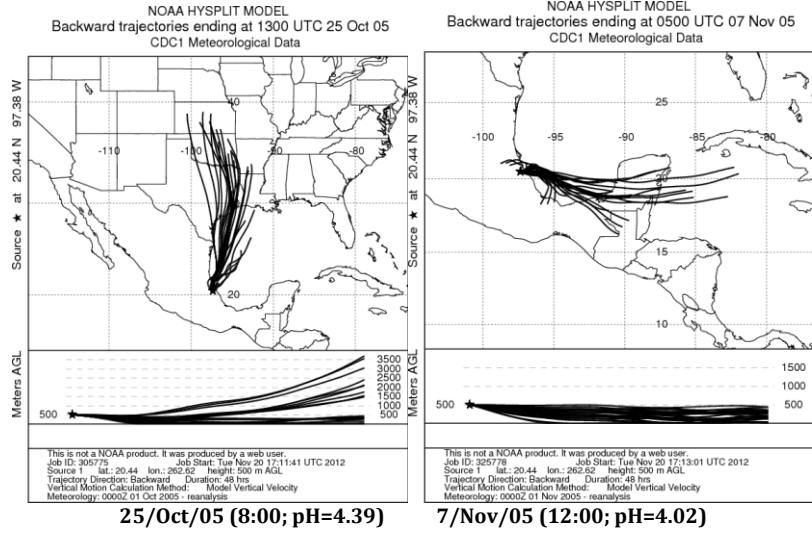 NOAA HYSPLIT MODEL
Backward trajectories ending at 1300 UTC 25 Oct 05
CDC1 Meteorological Data
Source ★ at 20.44 N 97.38 W
40
-110
-100
-90
-80
20
Meters AGL
500
3500
3000
2500
2000
1500
1000
500
This is not a NOAA product. It was produced by a web user.
Job ID: 305775 Job Start: Tue Nov 20 17:11:41 UTC 2012
Source 1 lat.: 20.44 lon.: 262.62 height: 500 m AGL
Trajectory Direction: Backward Duration: 48 hrs
Vertical Motion Calculation Method: Model Vertical Velocity
Meteorology: 0000Z 01 Oct 2005 - reanalysis
25/Oct/05 (8:00; pH=4.39)
NOAA HYSPLIT MODEL
Backward trajectories ending at 0500 UTC 07 Nov 05
CDC1 Meteorological Data
Source ★ at 20.44 N 97.38 W
25
-100
-95
-90
-85
-80
20
15
10
Meters AGL
500
1500
1000
500
This is not a NOAA product. It was produced by a web user.
Job ID: 325778 Job Start: Tue Nov 20 17:13:01 UTC 2012
Source 1 lat.: 20.44 lon.: 262.62 height: 500 m AGL
Trajectory Direction: Backward Duration: 48 hrs
Vertical Motion Calculation Method: Model Vertical Velocity
Meteorology: 0000Z 01 Nov 2005 - reanalysis
7/Nov/05 (12:00; pH=4.02)